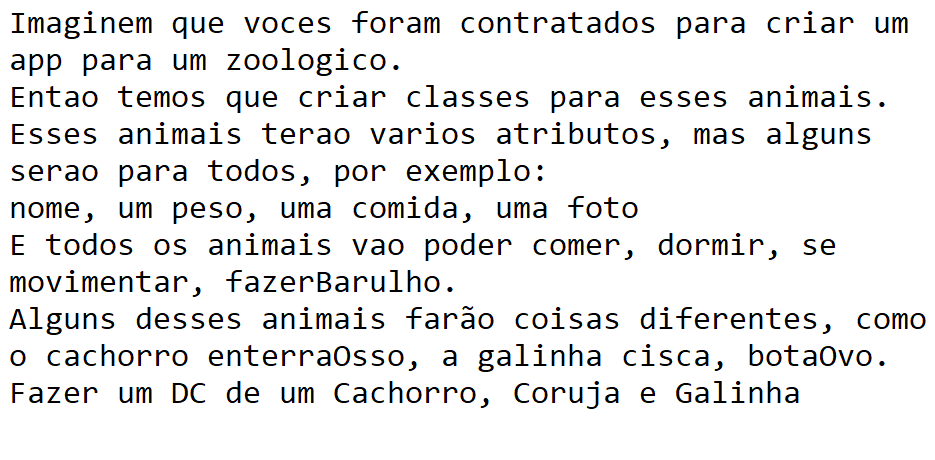 Imaginem que voces foram contratados para criar um
app para um zoologico.
Entao temos que criar classes para esses animais.
Esses animais terao varios atributos, mas alguns
serao para todos, por exemplo:
nome, um peso, uma comida, uma foto
E todos os animais vao poder comer, dormir, se
movimentar, fazerBarulho.
Alguns desses animais farão coisas diferentes, como
o cachorro enterraOsso, a galinha cisca, botaOvo.
Fazer um DC de um Cachorro, Coruja e Galinha